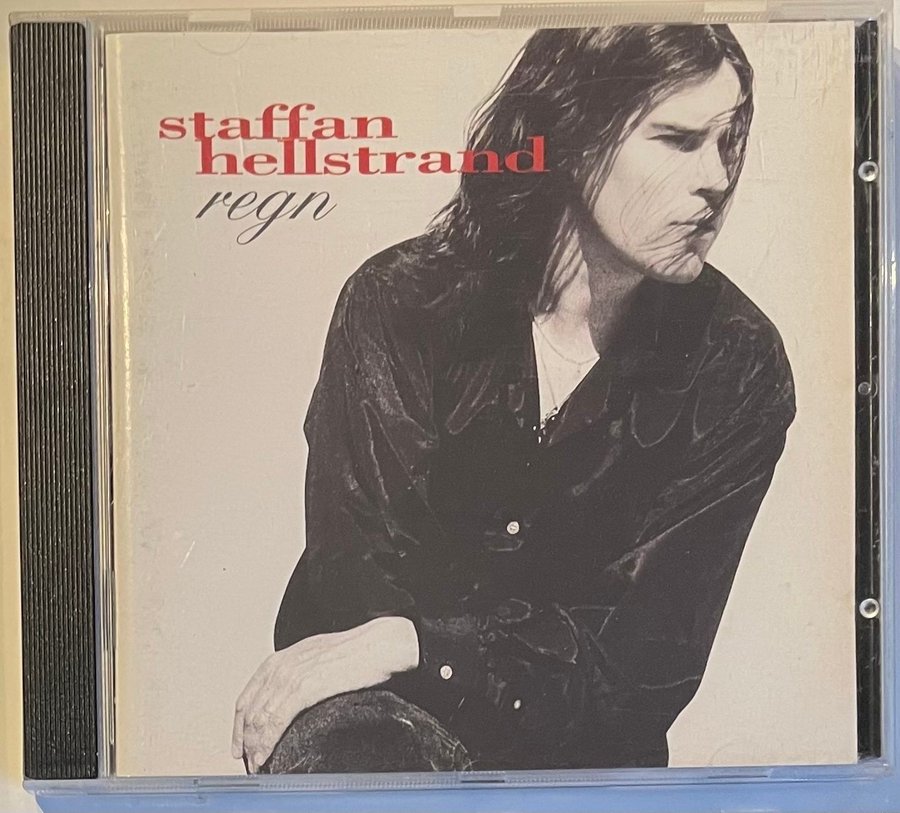 staffan
hellstrand
regn